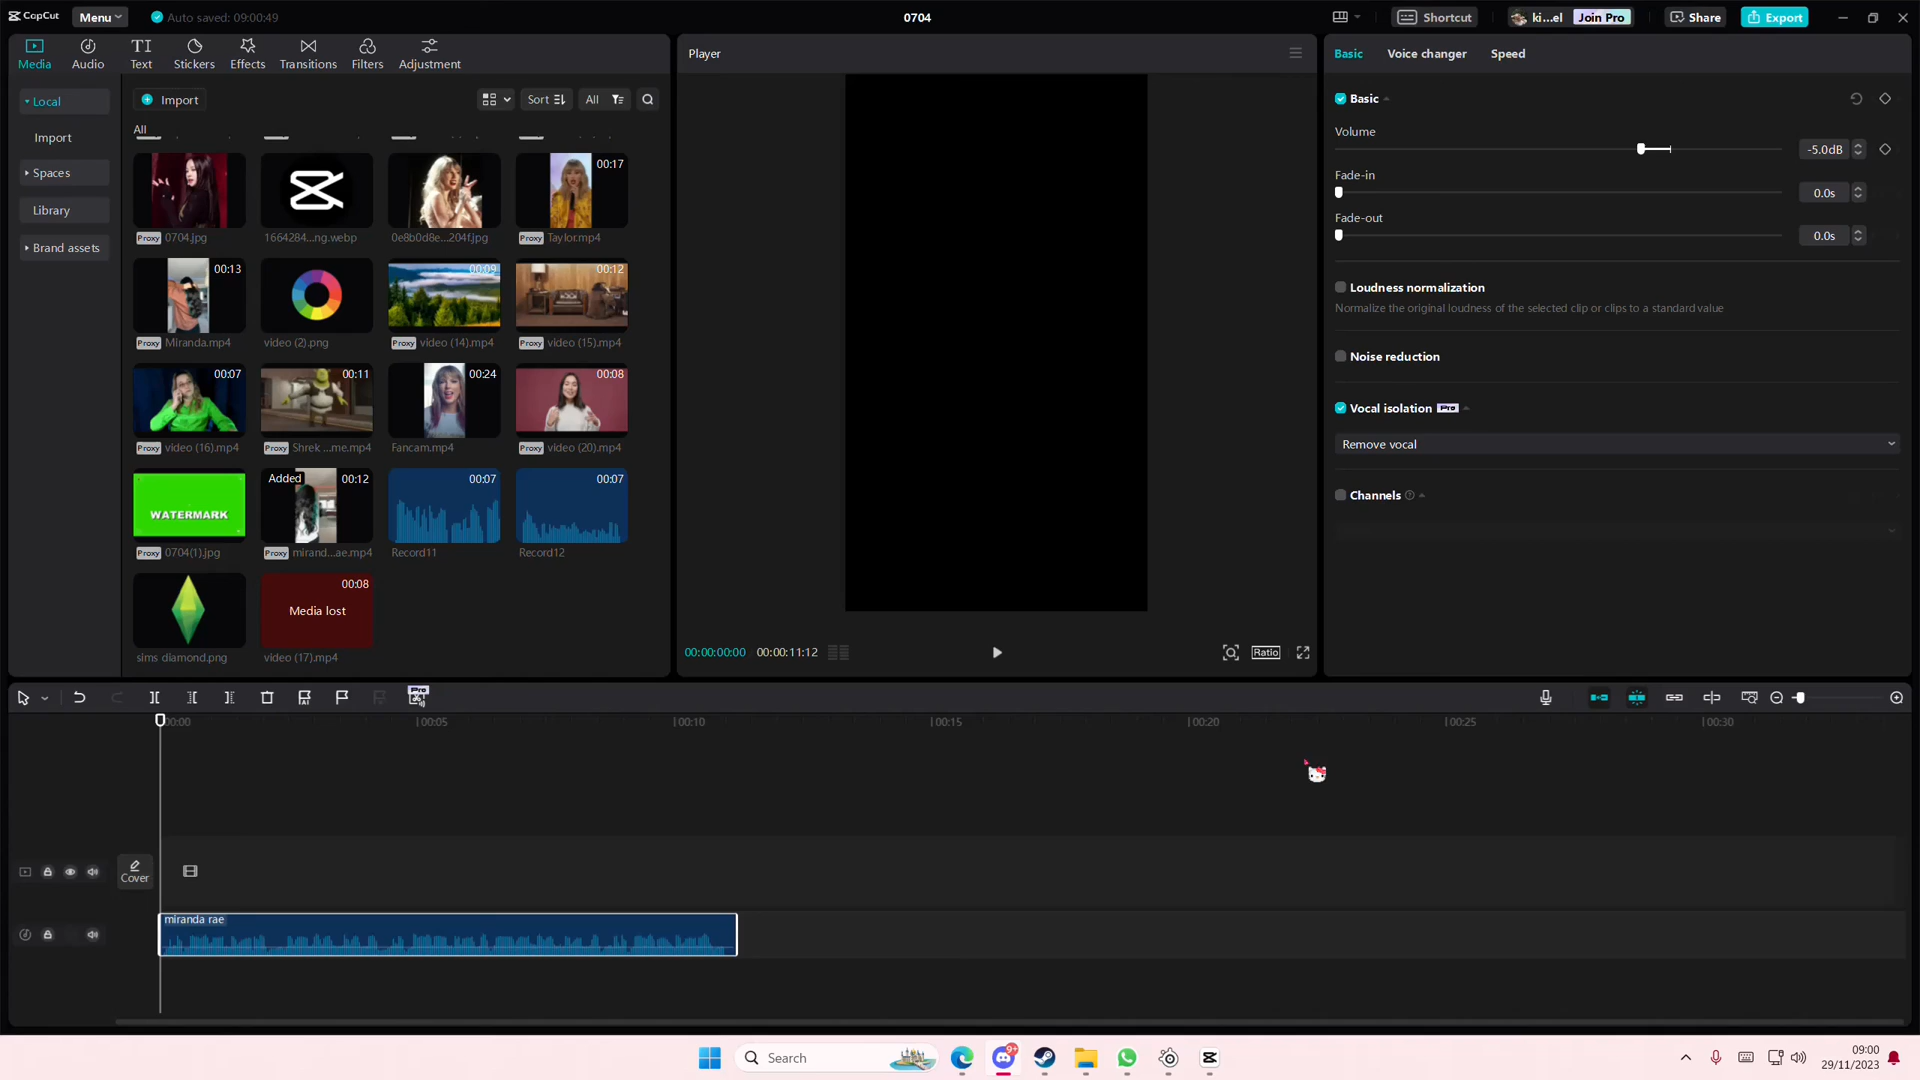 CapCut
Menu
Auto saved: 09:00:49
0704
Shortcut
ki...el
Join Pro
Share
Export
Media
Audio
Text
Stickers
Effects
Transitions
Filters
Adjustment
Local
Import
Spaces
Library
Brand assets
Import
Sort
All
All
Proxy 0704.jpg
1664284...ng.webp
0e8b0d8e...204f.jpg
00:17
Proxy Taylor.mp4
00:13
Proxy Miranda.mp4
video (2).png
00:09
Proxy video (14).mp4
00:12
Proxy video (15).mp4
00:07
Proxy video (16).mp4
00:11
Proxy Shrek ...me.mp4
00:24
Fancam.mp4
00:08
Proxy video (20).mp4
WATERMARK
Proxy 0704(1).jpg
Added 00:12
Proxy mirand...ae.mp4
00:07
Record11
00:07
Record12
sims diamond.png
00:08
Media lost
video (17).mp4
Player
00:00:00:00 00:00:11:12
Ratio
Basic
Voice changer
Speed
Basic
Volume
-5.0dB
Fade-in
0.0s
Fade-out
0.0s
Loudness normalization
Normalize the original loudness of the selected clip or clips to a standard value
Noise reduction
Vocal isolation Pro
Remove vocal
Channels
Pro
00:00
00:05
00:10
00:15
00:20
00:25
00:30
Cover
miranda rae
Search
9+
09:00
29/11/2023